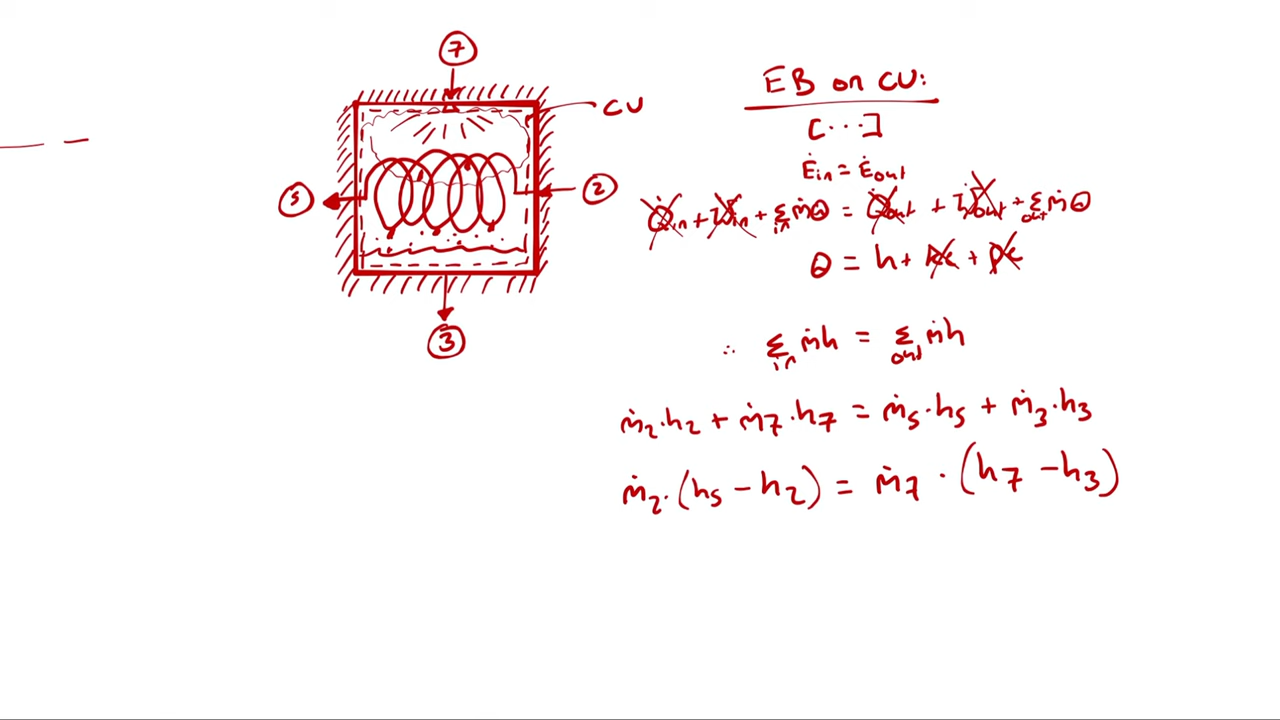 7
CV
5
2
3
EB on CV:
[...]
Ėin = Ėout
Q̇in + Ẇin + Σin ṁθ = Q̇out + Ẇout + Σout ṁθ
θ = h + ke + pe
∴ Σin ṁh = Σout ṁh
ṁ2·h2 + ṁ7·h7 = ṁ5·h5 + ṁ3·h3
ṁ2·(h5 - h2) = ṁ7·(h7 - h3)